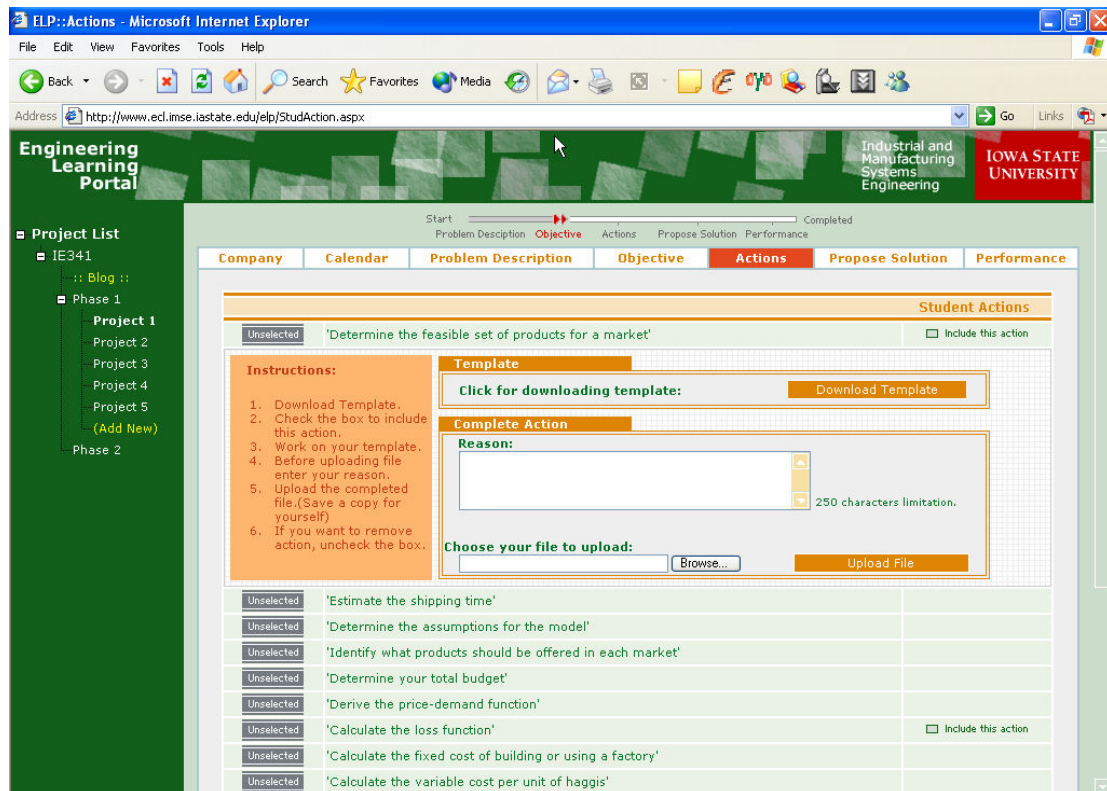 ELP::Actions - Microsoft Internet Explorer
File Edit View Favorites Tools Help
Back Search Favorites Media
Address http://www.ecl.imse.iastate.edu/elp/StudAction.aspx Go Links
Engineering
Learning
Portal
Industrial and
Manufacturing
Systems
Engineering
IOWA STATE
UNIVERSITY
Start Completed
Problem Desciption Objective Actions Propose Solution Performance
Project List
IE341
:: Blog ::
Phase 1
Project 1
Project 2
Project 3
Project 4
Project 5
(Add New)
Phase 2
Company Calendar Problem Description Objective Actions Propose Solution Performance
Student Actions
Unselected 'Determine the feasible set of products for a market' Include this action
Instructions:
1. Download Template.
2. Check the box to include
this action.
3. Work on your template.
4. Before uploading file
enter your reason.
5. Upload the completed
file.(Save a copy for
yourself)
6. If you want to remove
action, uncheck the box.
Template
Click for downloading template: Download Template
Complete Action
Reason:
250 characters limitation.
Choose your file to upload:
Browse... Upload File
Unselected 'Estimate the shipping time'
Unselected 'Determine the assumptions for the model'
Unselected 'Identify what products should be offered in each market'
Unselected 'Determine your total budget'
Unselected 'Derive the price-demand function'
Unselected 'Calculate the loss function' Include this action
Unselected 'Calculate the fixed cost of building or using a factory'
Unselected 'Calculate the variable cost per unit of haggis'